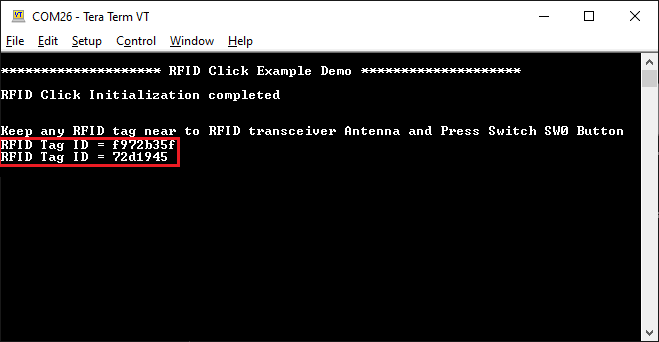 COM26 - Tera Term VT
File Edit Setup Control Window Help
******************** RFID Click Example Demo ********************
RFID Click Initialization completed
Keep any RFID tag near to RFID transceiver Antenna and Press Switch SW0 Button
RFID Tag ID = f972b35f
RFID Tag ID = 72d1945